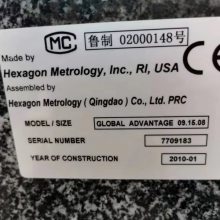 MC 鲁制 02000148号
Made by
Hexagon Metrology, Inc., RI, USA
Assembled by
Hexagon Metrology ( Qingdao ) Co., Ltd. PRC
MODEL / SIZE GLOBAL ADVANTAGE 09.15.08
SERIAL NUMBER 7709183
YEAR OF CONSTRUCTION 2010-01